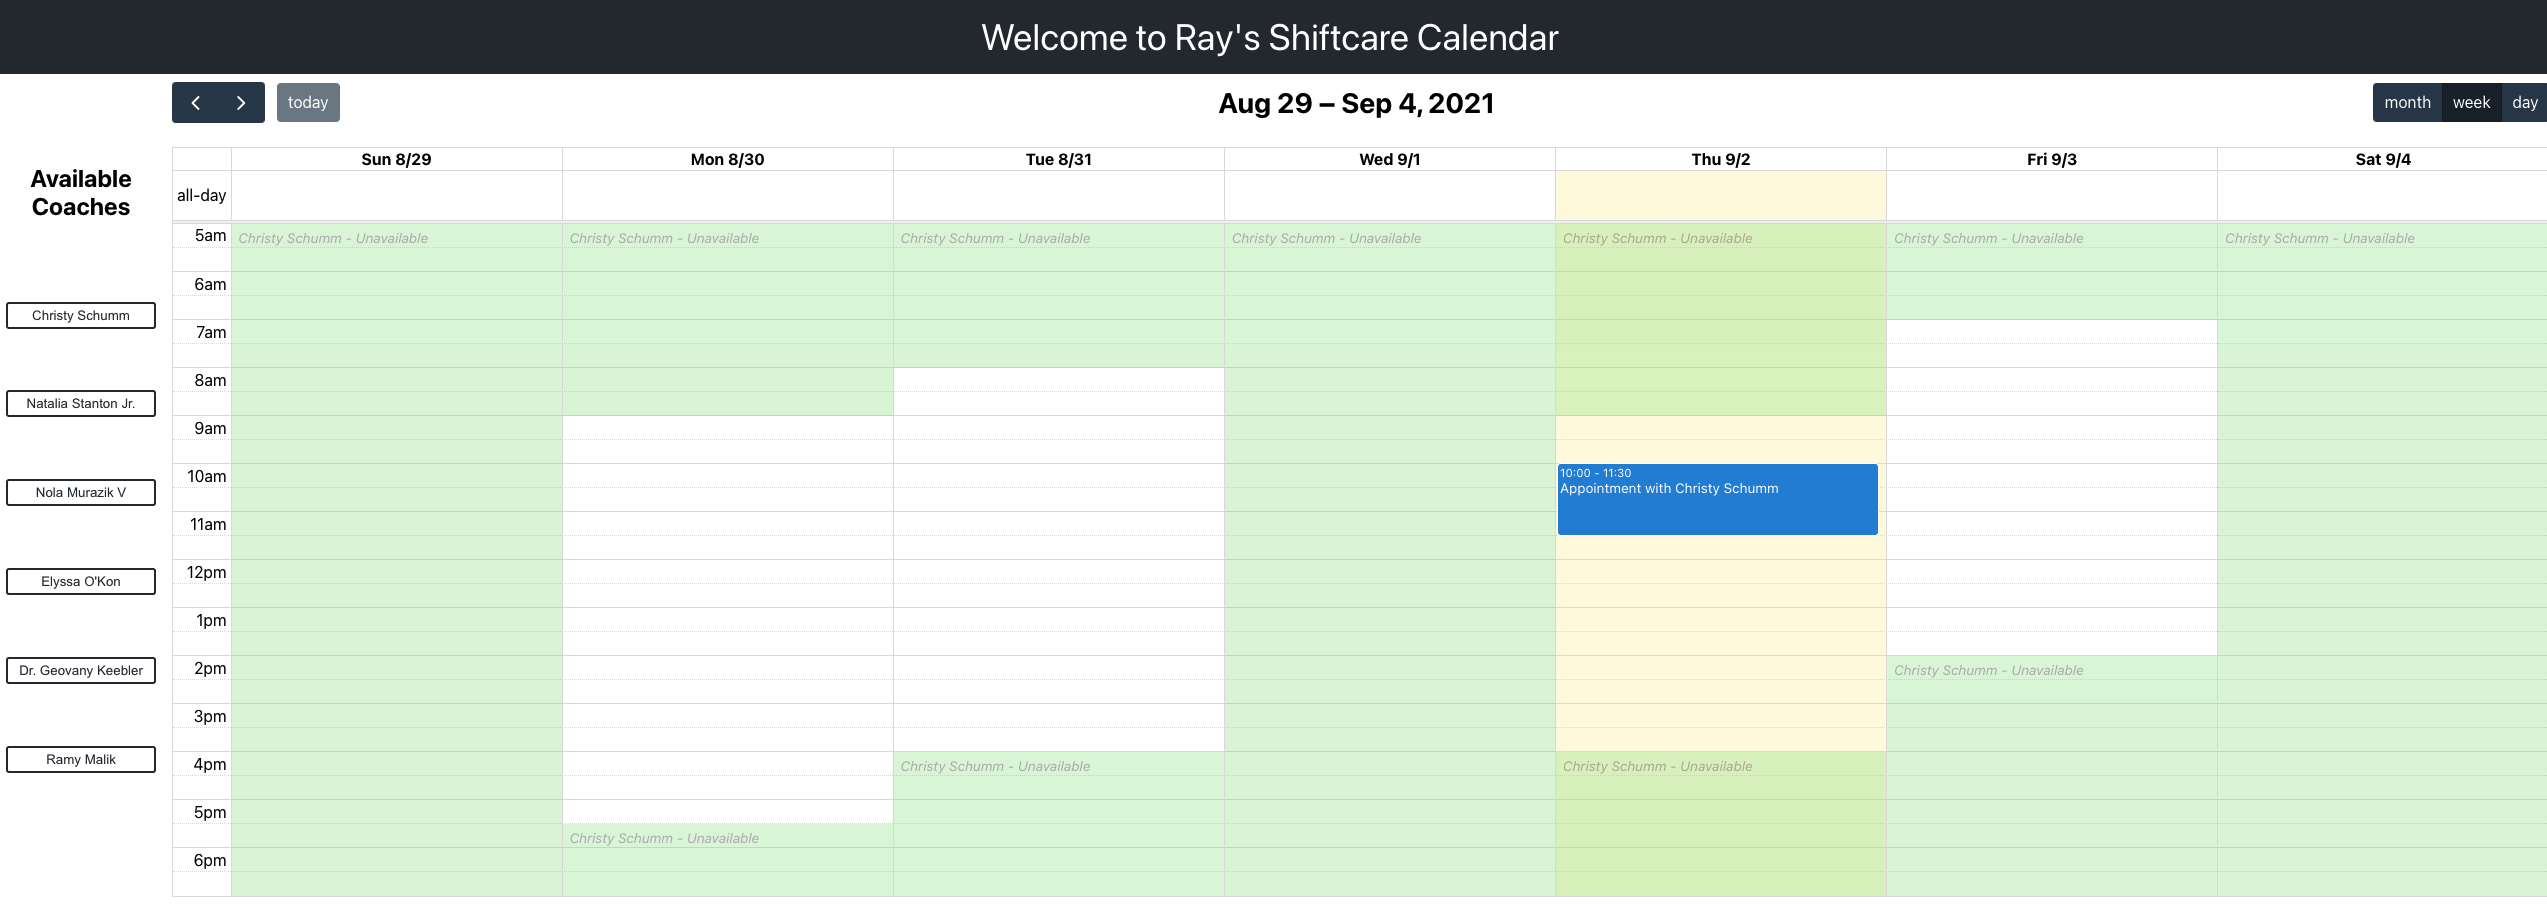 Welcome to Ray's Shiftcare Calendar
today
Aug 29 – Sep 4, 2021
month week day
Available
Coaches
Christy Schumm
Natalia Stanton Jr.
Nola Murazik V
Elyssa O'Kon
Dr. Geovany Keebler
Ramy Malik
Sun 8/29 Mon 8/30 Tue 8/31 Wed 9/1 Thu 9/2 Fri 9/3 Sat 9/4
all-day
5am Christy Schumm - Unavailable Christy Schumm - Unavailable Christy Schumm - Unavailable Christy Schumm - Unavailable Christy Schumm - Unavailable Christy Schumm - Unavailable Christy Schumm - Unavailable
6am
7am
8am
9am
10am 10:00 - 11:30
Appointment with Christy Schumm
11am
12pm
1pm
2pm Christy Schumm - Unavailable
3pm
4pm Christy Schumm - Unavailable Christy Schumm - Unavailable
5pm
Christy Schumm - Unavailable
6pm